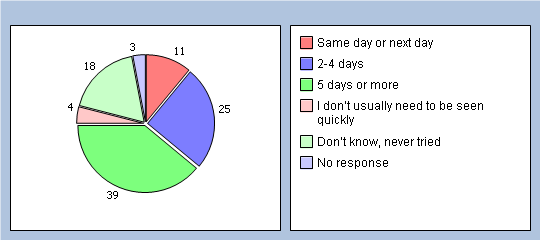 3
11
18
25
4
39
Same day or next day
2-4 days
5 days or more
I don't usually need to be seen
quickly
Don't know, never tried
No response